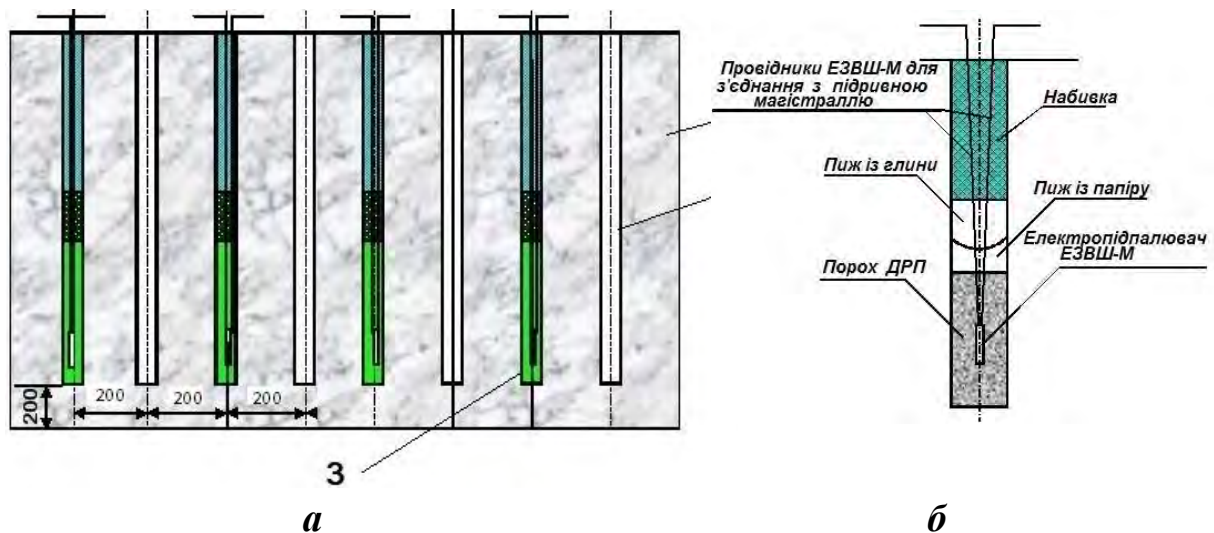 200
200
200
200
3
а
Провідники ЕЗВШ-М для
з'єднання з підривною
магістраллю
Набивка
Пиж із глини
Пиж із папіру
Електропідпалювач
ЕЗВШ-М
Порох ДРП
б